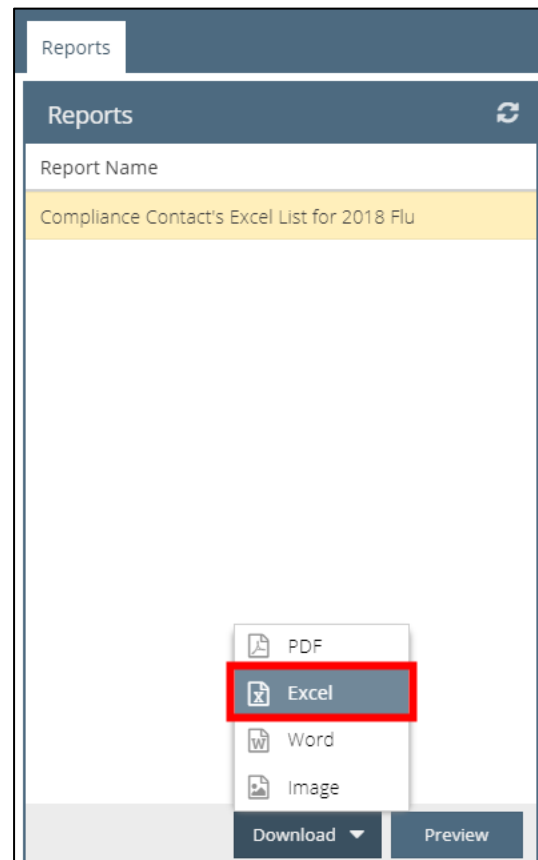 Reports
Reports
Report Name
Compliance Contact's Excel List for 2018 Flu
PDF
Excel
Word
Image
Download Preview